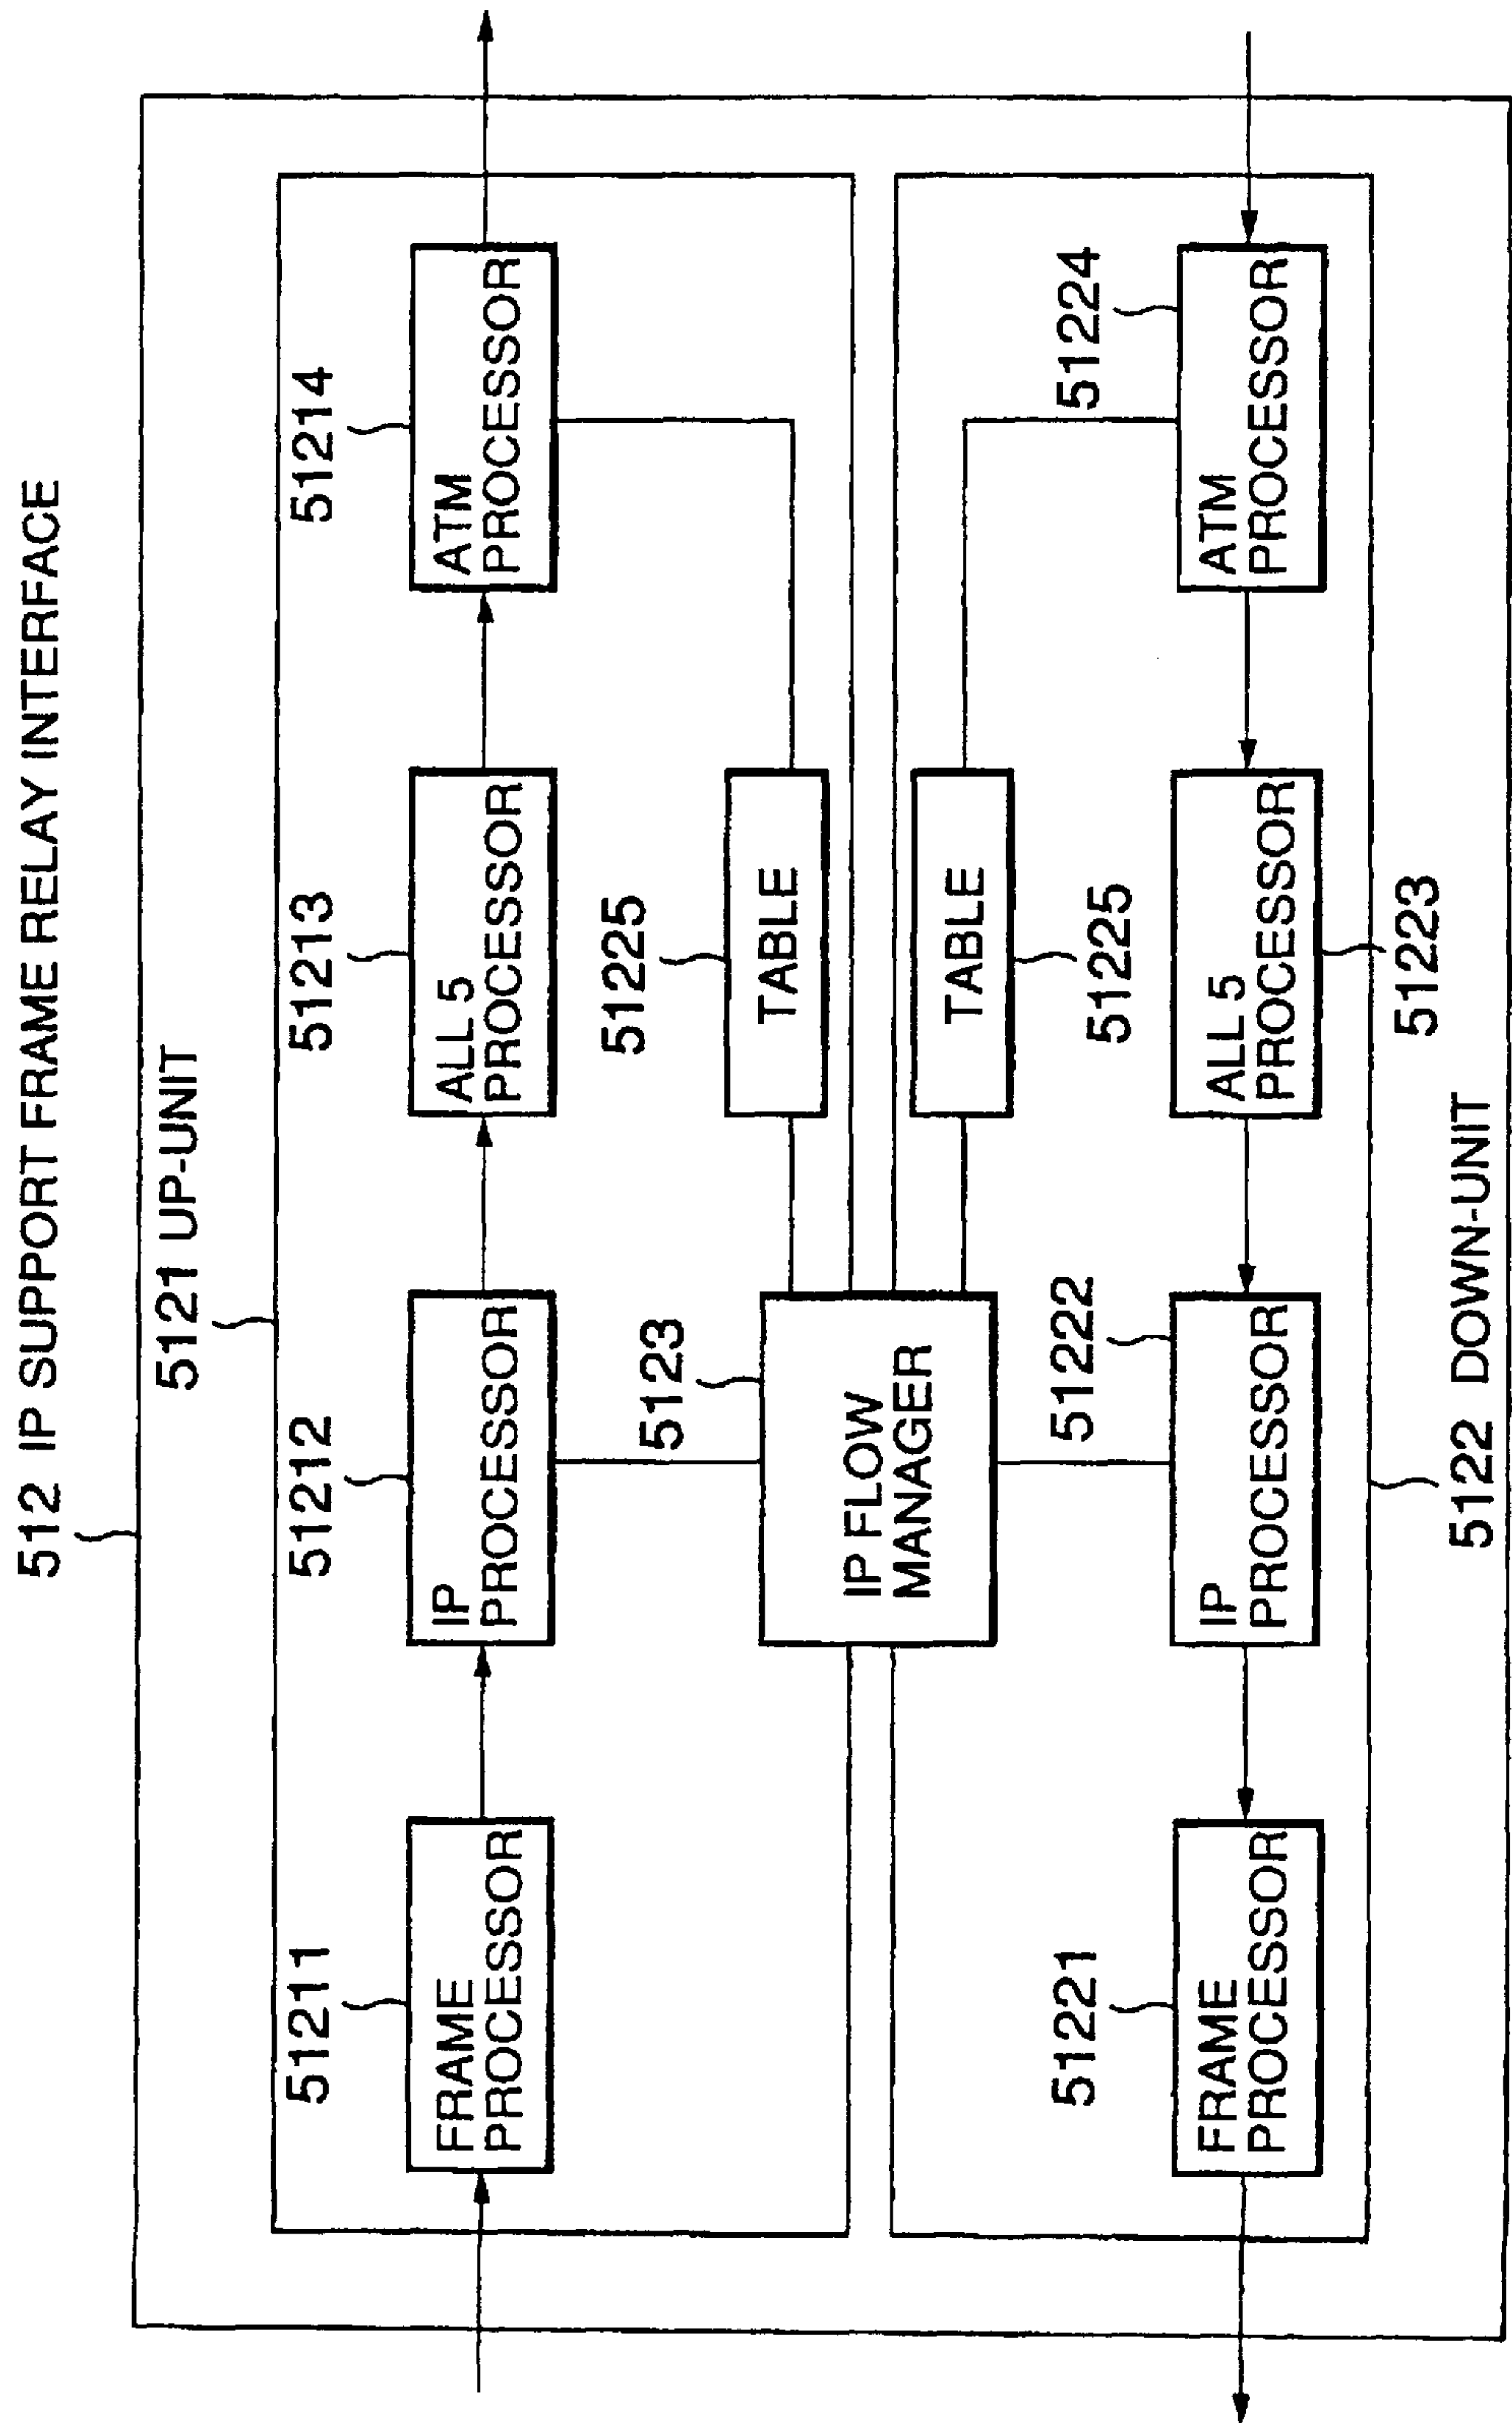 512 IP SUPPORT FRAME RELAY INTERFACE
5121 UP-UNIT
51211
51212
51213
51214
FRAME
PROCESSOR
IP
PROCESSOR
ALL 5
PROCESSOR
ATM
PROCESSOR
5123
51225
IP FLOW
MANAGER
TABLE
TABLE
51221
51222
51225
51224
FRAME
PROCESSOR
IP
PROCESSOR
ALL 5
PROCESSOR
ATM
PROCESSOR
51223
5122 DOWN-UNIT